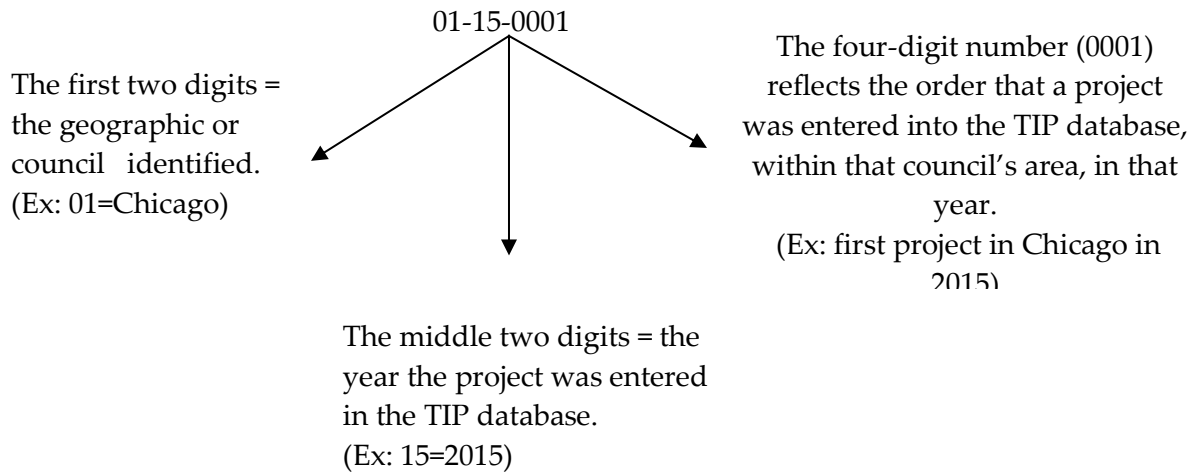 01-15-0001
The first two digits =
the geographic or
council identified.
(Ex: 01=Chicago)
The four-digit number (0001)
reflects the order that a project
was entered into the TIP database,
within that council's area, in that
year.
(Ex: first project in Chicago in
2015)
The middle two digits = the
year the project was entered
in the TIP database.
(Ex: 15=2015)